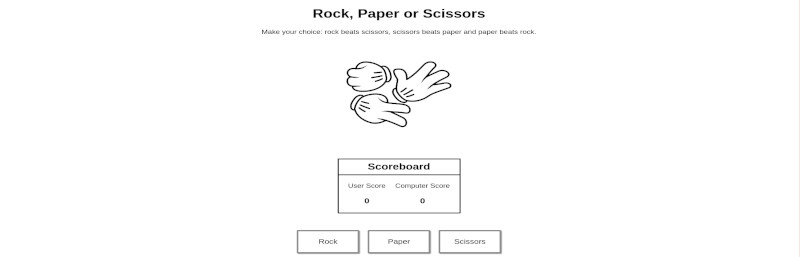 Rock, Paper or Scissors
Make your choice: rock beats scissors, scissors beats paper and paper beats rock.
Scoreboard
User Score Computer Score
0 0
Rock Paper Scissors